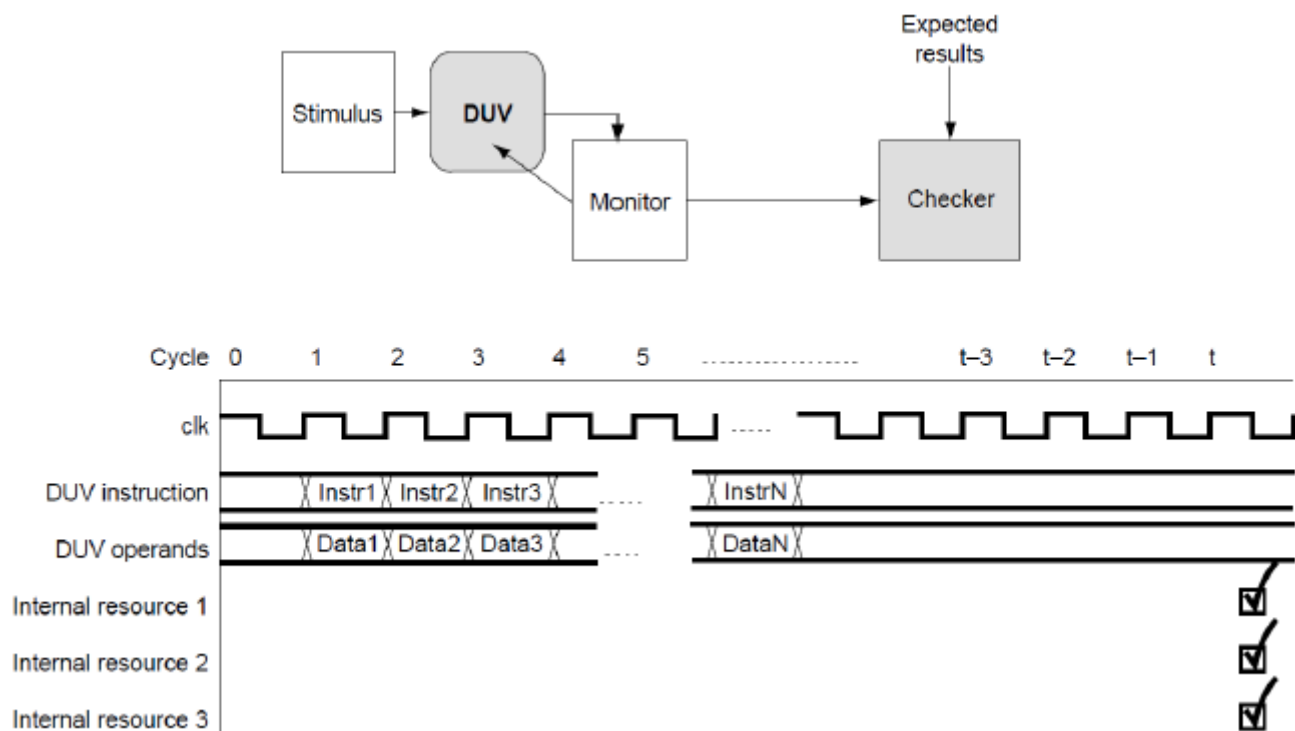 Expected
results
Stimulus
DUV
Monitor
Checker
Cycle 0 1 2 3 4 5 .................. t–3 t–2 t–1 t
clk ......
DUV instruction Instr1 Instr2 Instr3 ...... InstrN
DUV operands Data1 Data2 Data3 ..... DataN
Internal resource 1
Internal resource 2
Internal resource 3